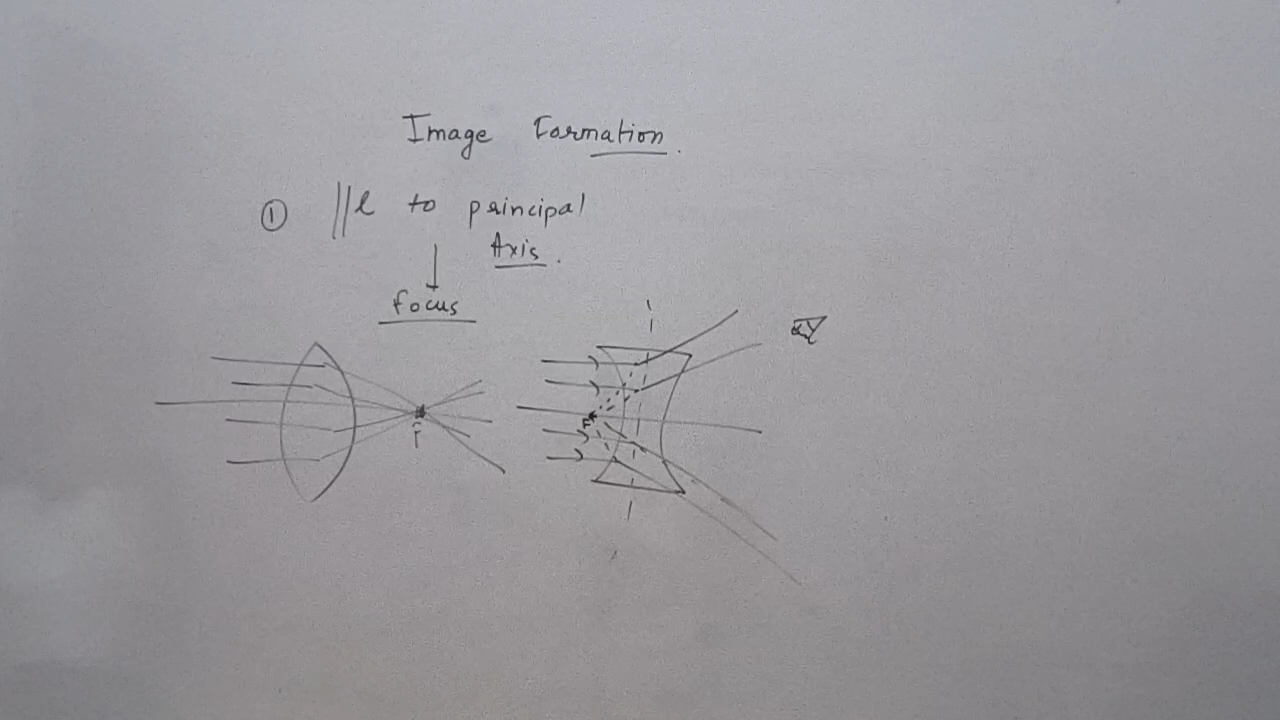 Image Formation.
① ||l to principal
Axis.
focus
F
F